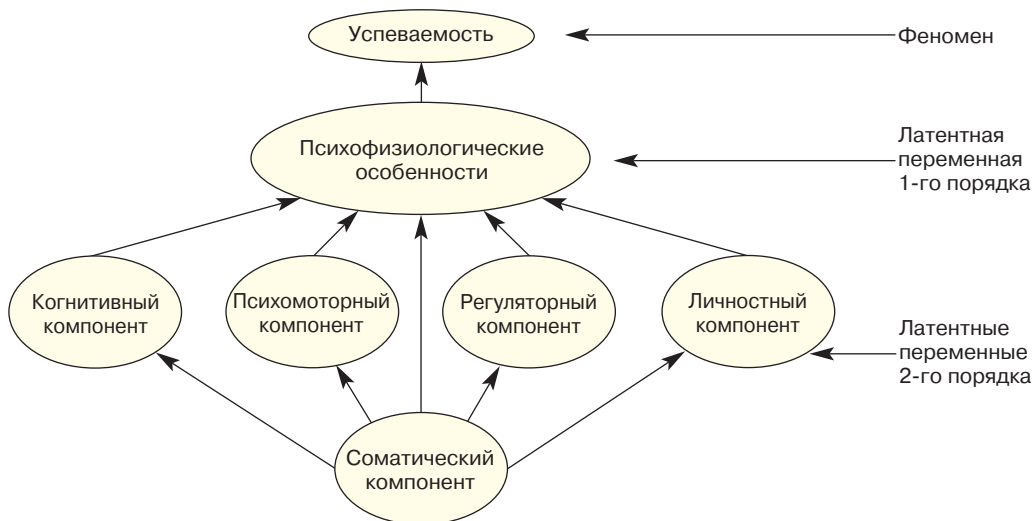 Успеваемость
Феномен
Психофизиологические
особенности
Латентная
переменная
1-го порядка
Когнитивный
компонент
Психомоторный
компонент
Регуляторный
компонент
Личностный
компонент
Латентные
переменные
2-го порядка
Соматический
компонент